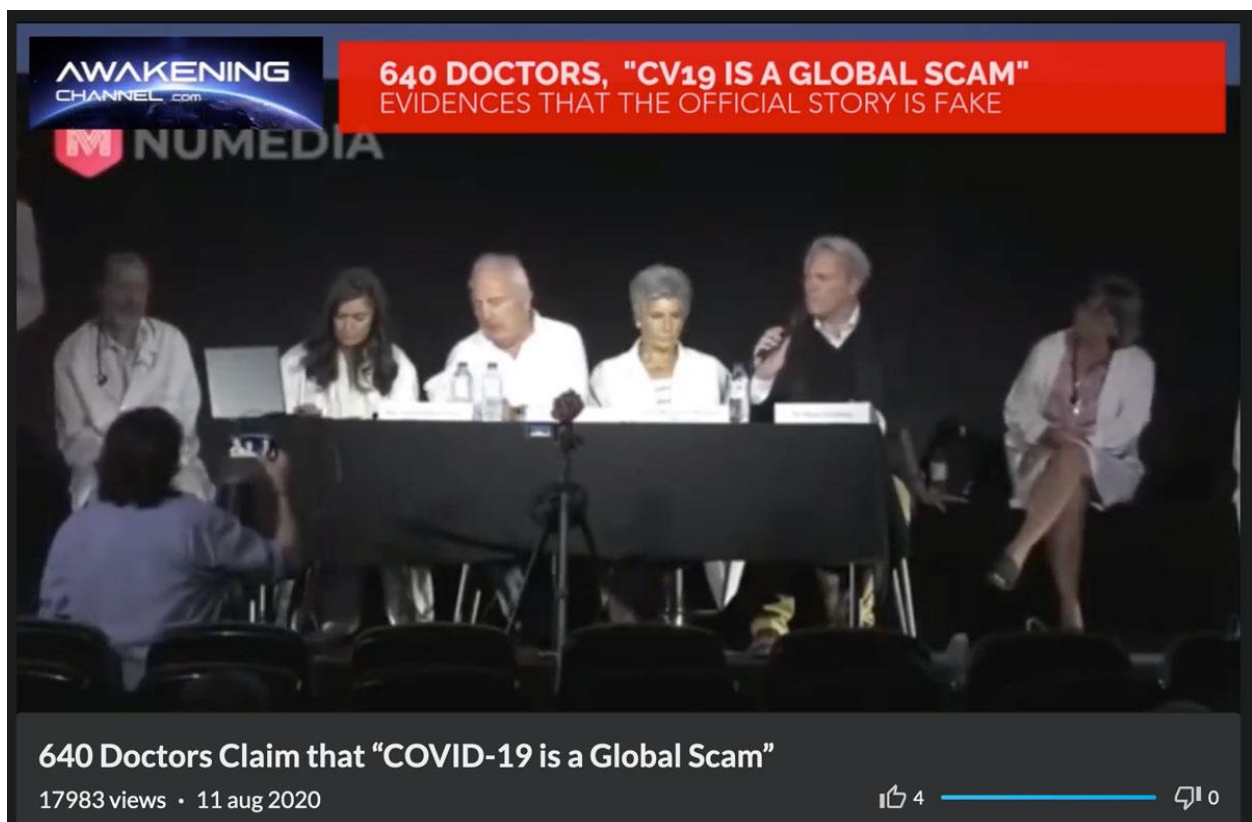 AWAKENING
CHANNEL .com
640 DOCTORS, "CV19 IS A GLOBAL SCAM"
EVIDENCES THAT THE OFFICIAL STORY IS FAKE
NUMEDIA
640 Doctors Claim that “COVID-19 is a Global Scam”
17983 views · 11 aug 2020
4
0